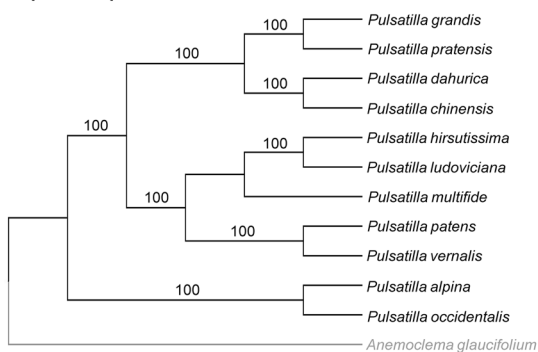 100 Pulsatilla grandis
100 Pulsatilla pratensis
100 Pulsatilla dahurica
Pulsatilla chinensis
100 100 Pulsatilla hirsutissima
Pulsatilla ludoviciana
100 Pulsatilla multifide
100 Pulsatilla patens
Pulsatilla vernalis
100 Pulsatilla alpina
Pulsatilla occidentalis
Anemoclema glaucifolium